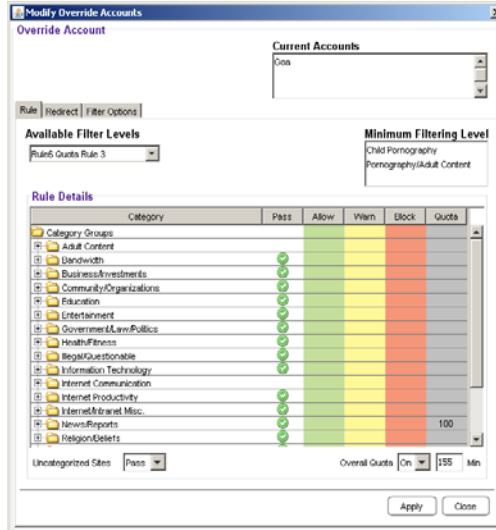 Modify Override Accounts
Override Account
Current Accounts
Goa
Rule Redirect Filter Options
Available Filter Levels
Minimum Filtering Level
Rule6 Quota Rule 3
Child Pornography
Pornography/Adult Content
Rule Details
Category Pass Allow Warn Block Quota
Category Groups
Adult Content
Bandwidth
Business/Investments
Community/Organizations
Education
Entertainment
Government/Law/Politics
Health/Fitness
Illegal/Questionable
Information Technology
Internet Communication
Internet Productivity
Internet/Intranet Misc.
News/Reports 100
Religion/Beliefs
Uncategorized Sites Pass Overall Quota On 155 Min
Apply Close